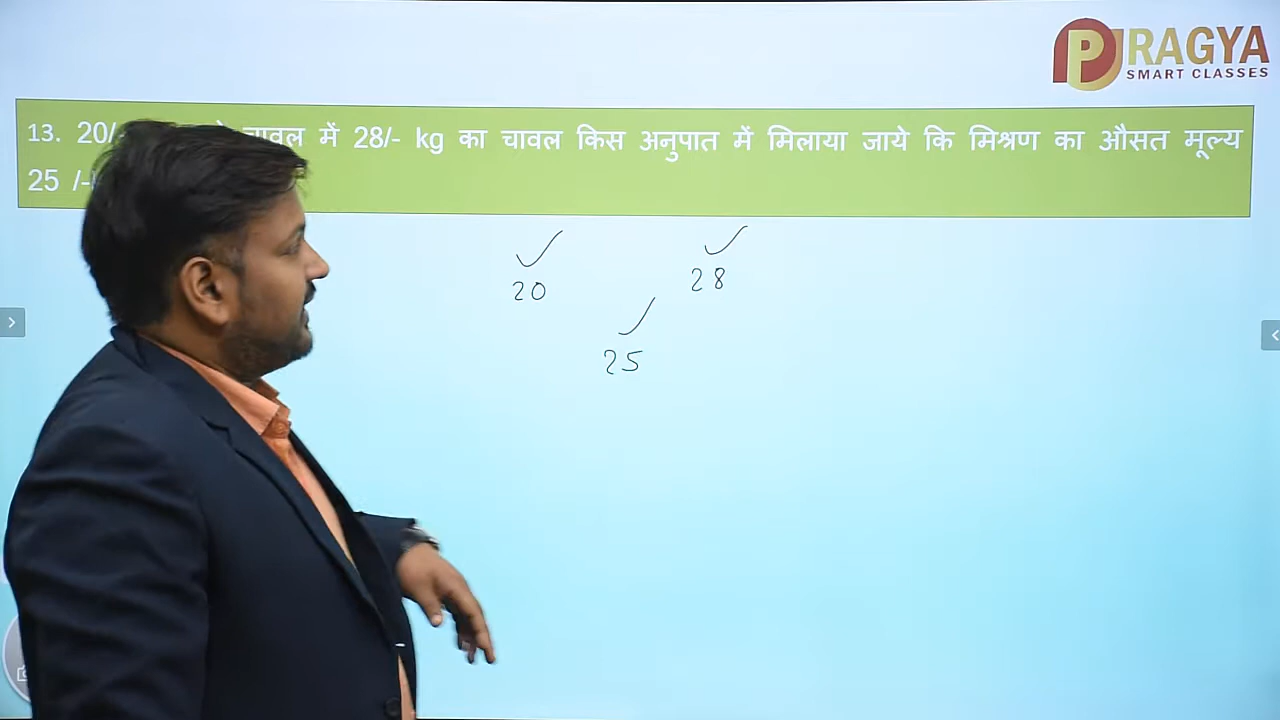 PRAGYA
SMART CLASSES
13. 20/- चावल में 28/- kg का चावल किस अनुपात में मिलाया जाये कि मिश्रण का औसत मूल्य
25 /-
20 28
25